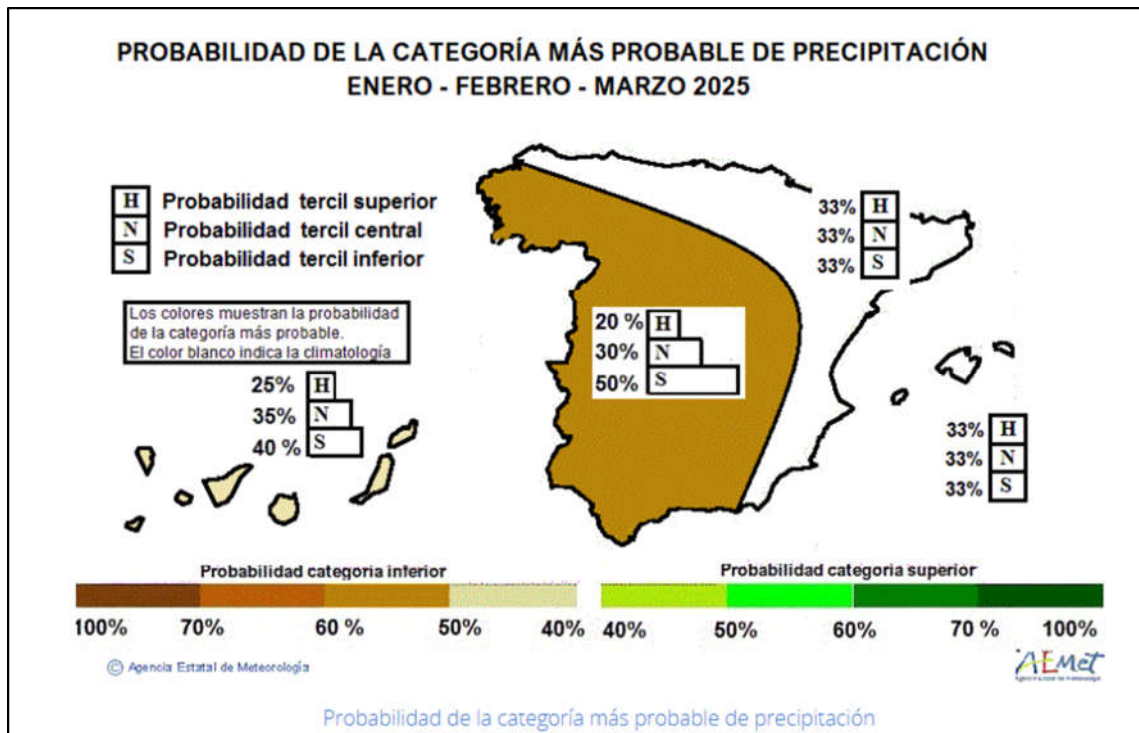 PROBABILIDAD DE LA CATEGORÍA MÁS PROBABLE DE PRECIPITACIÓN
ENERO - FEBRERO - MARZO 2025
H Probabilidad tercil superior
N Probabilidad tercil central
S Probabilidad tercil inferior
Los colores muestran la probabilidad
de la categoría más probable.
El color blanco indica la climatología
33% H
33% N
33% S
20 % H
30% N
50% S
25% H
35% N
40 % S
33% H
33% N
33% S
Probabilidad categoria inferior
100% 70% 60 % 50% 40%
Probabilidad categoria superior
40% 50% 60% 70 % 100%
© Agencia Estatal de Meteorología
AEMet
Probabilidad de la categoría más probable de precipitación